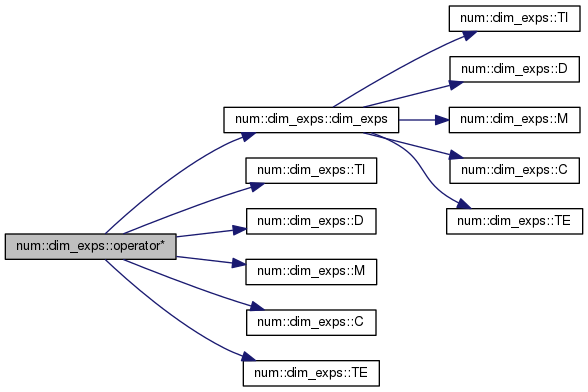 num::dim_exps::TI
num::dim_exps::D
num::dim_exps::dim_exps
num::dim_exps::M
num::dim_exps::TI
num::dim_exps::C
num::dim_exps::D
num::dim_exps::TE
num::dim_exps::operator*
num::dim_exps::M
num::dim_exps::C
num::dim_exps::TE